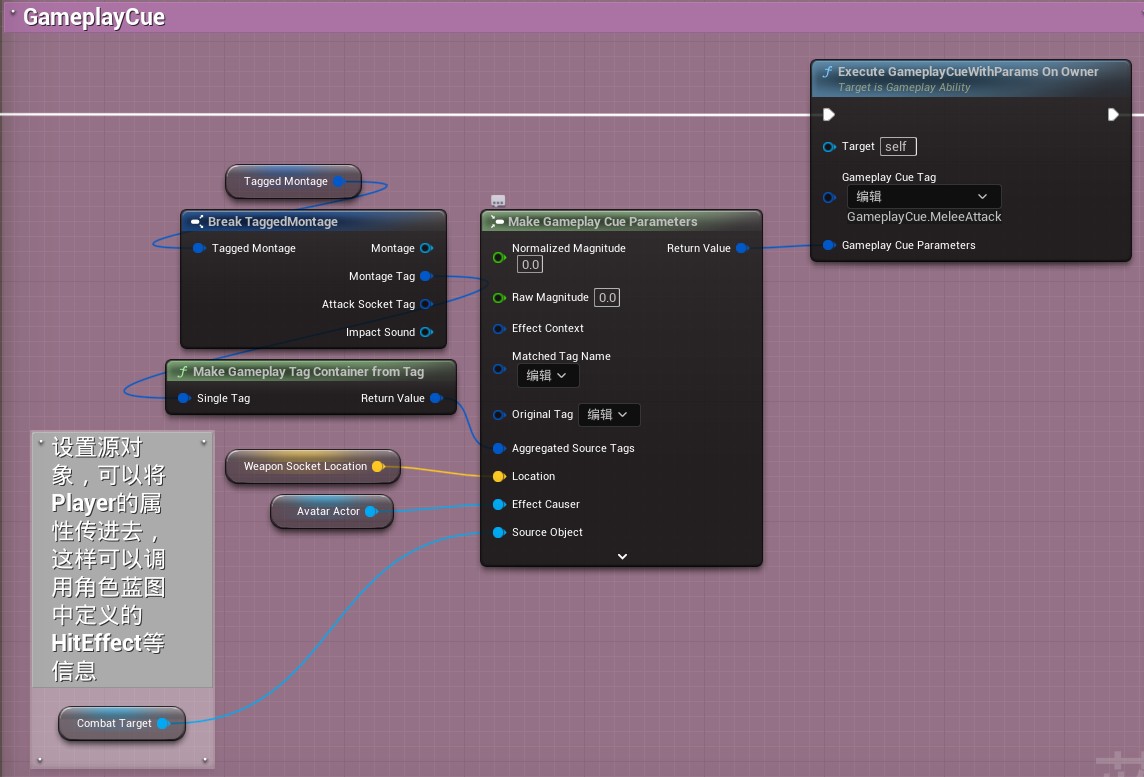 GameplayCue
Execute GameplayCueWithParams On Owner
Target is Gameplay Ability
Target self
Gameplay Cue Tag
编辑
GameplayCue.MeleeAttack
Gameplay Cue Parameters
Tagged Montage
Break TaggedMontage
Tagged Montage
Montage
Montage Tag
Attack Socket Tag
Impact Sound
Make Gameplay Tag Container from Tag
Single Tag
Return Value
Make Gameplay Cue Parameters
Normalized Magnitude
Return Value
0.0
Raw Magnitude 0.0
Effect Context
Matched Tag Name
编辑
Original Tag 编辑
Aggregated Source Tags
Location
Effect Causer
Source Object
Weapon Socket Location
Avatar Actor
设置源对
象，可以将
Player的属
性传进去，
这样可以调
用角色蓝图
中定义的
HitEffect等
信息
Combat Target